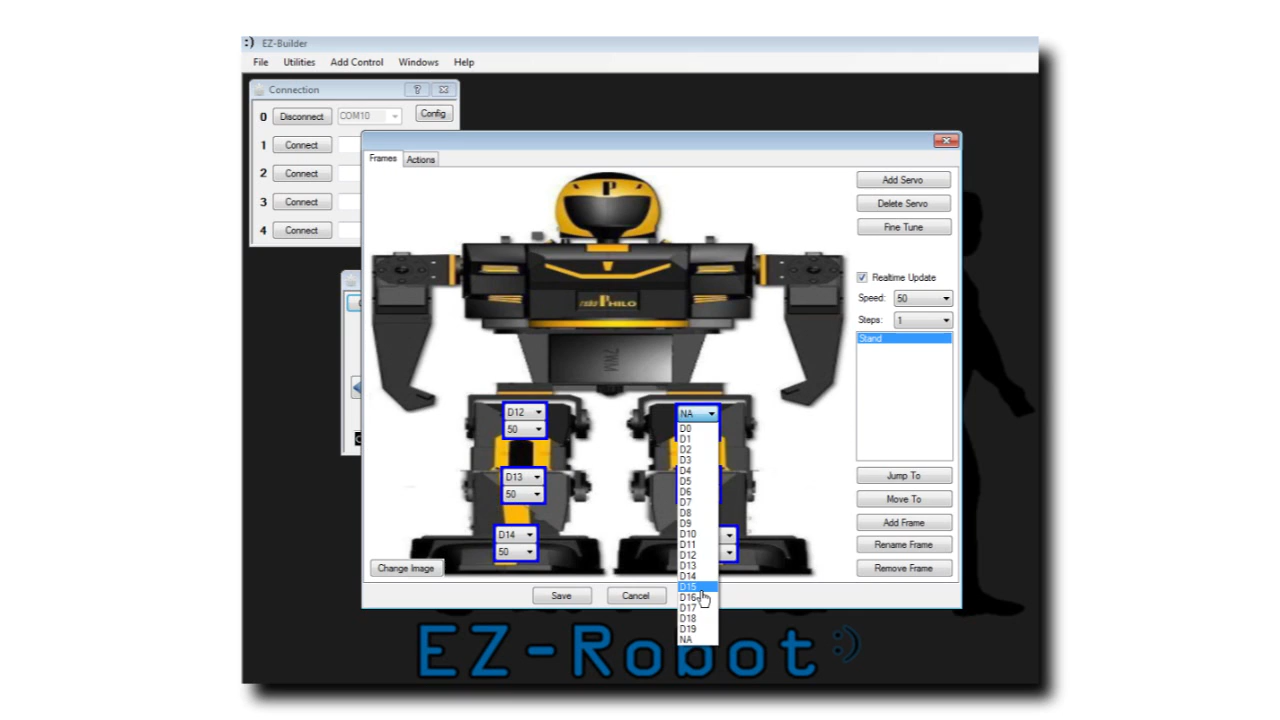 :) EZ-Builder
File Utilities Add Control Windows Help
Connection ?
0 Disconnect COM10 Config
1 Connect
2 Connect
3 Connect
4 Connect
Frames Actions
Add Servo
Delete Servo
Fine Tune
Realtime Update
Speed: 50
Steps: 1
Stand
P
PHILO
D12
50
D13
50
D14
50
NA
D0
D1
D2
D3
D4
D5
D6
D7
D8
D9
D10
D11
D12
D13
D14
D15
D16
D17
D18
D19
NA
Jump To
Move To
Add Frame
Rename Frame
Remove Frame
Change Image
Save Cancel
EZ-Robot :)